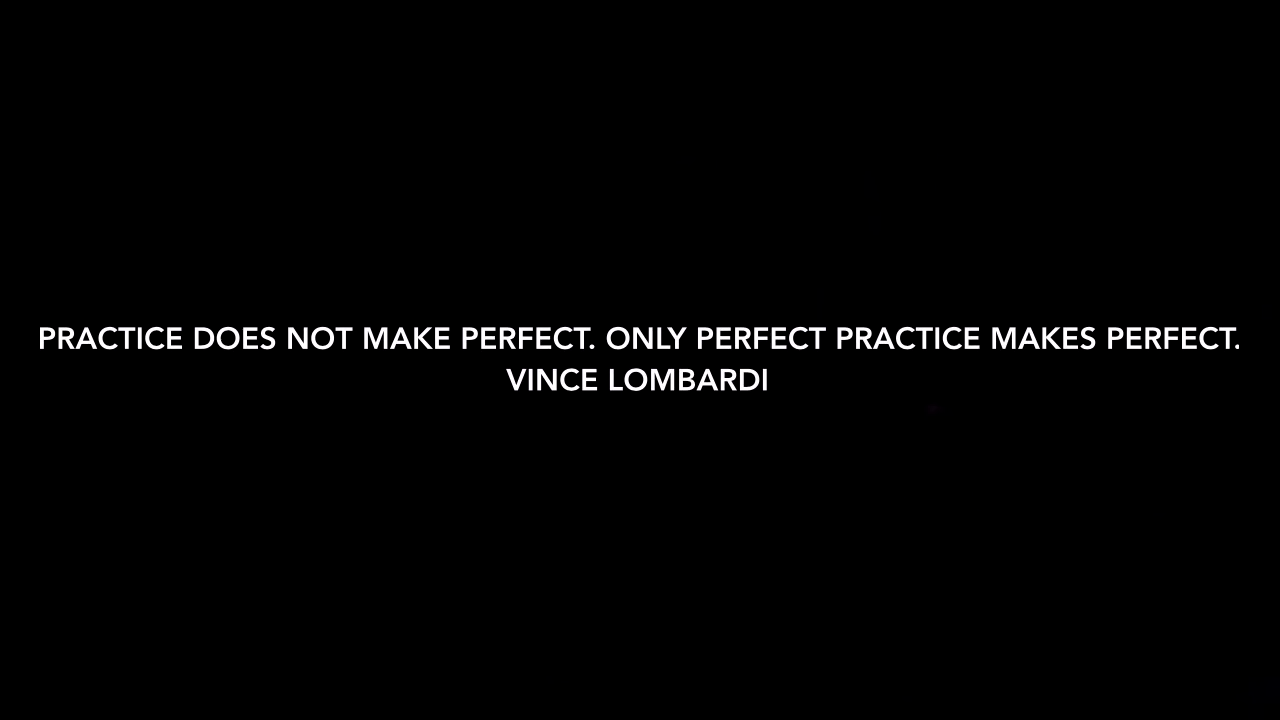 PRACTICE DOES NOT MAKE PERFECT. ONLY PERFECT PRACTICE MAKES PERFECT.
VINCE LOMBARDI